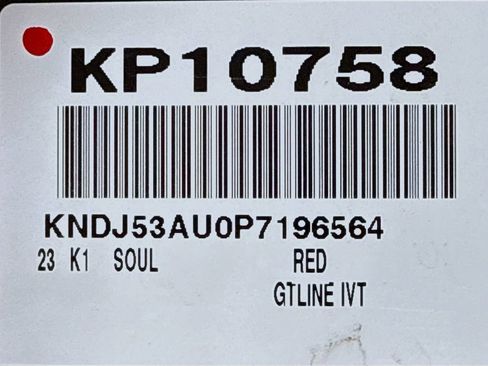 KP10758
KNDJ53AU0P7196564
23 K1 SOUL RED
GTLINE IVT